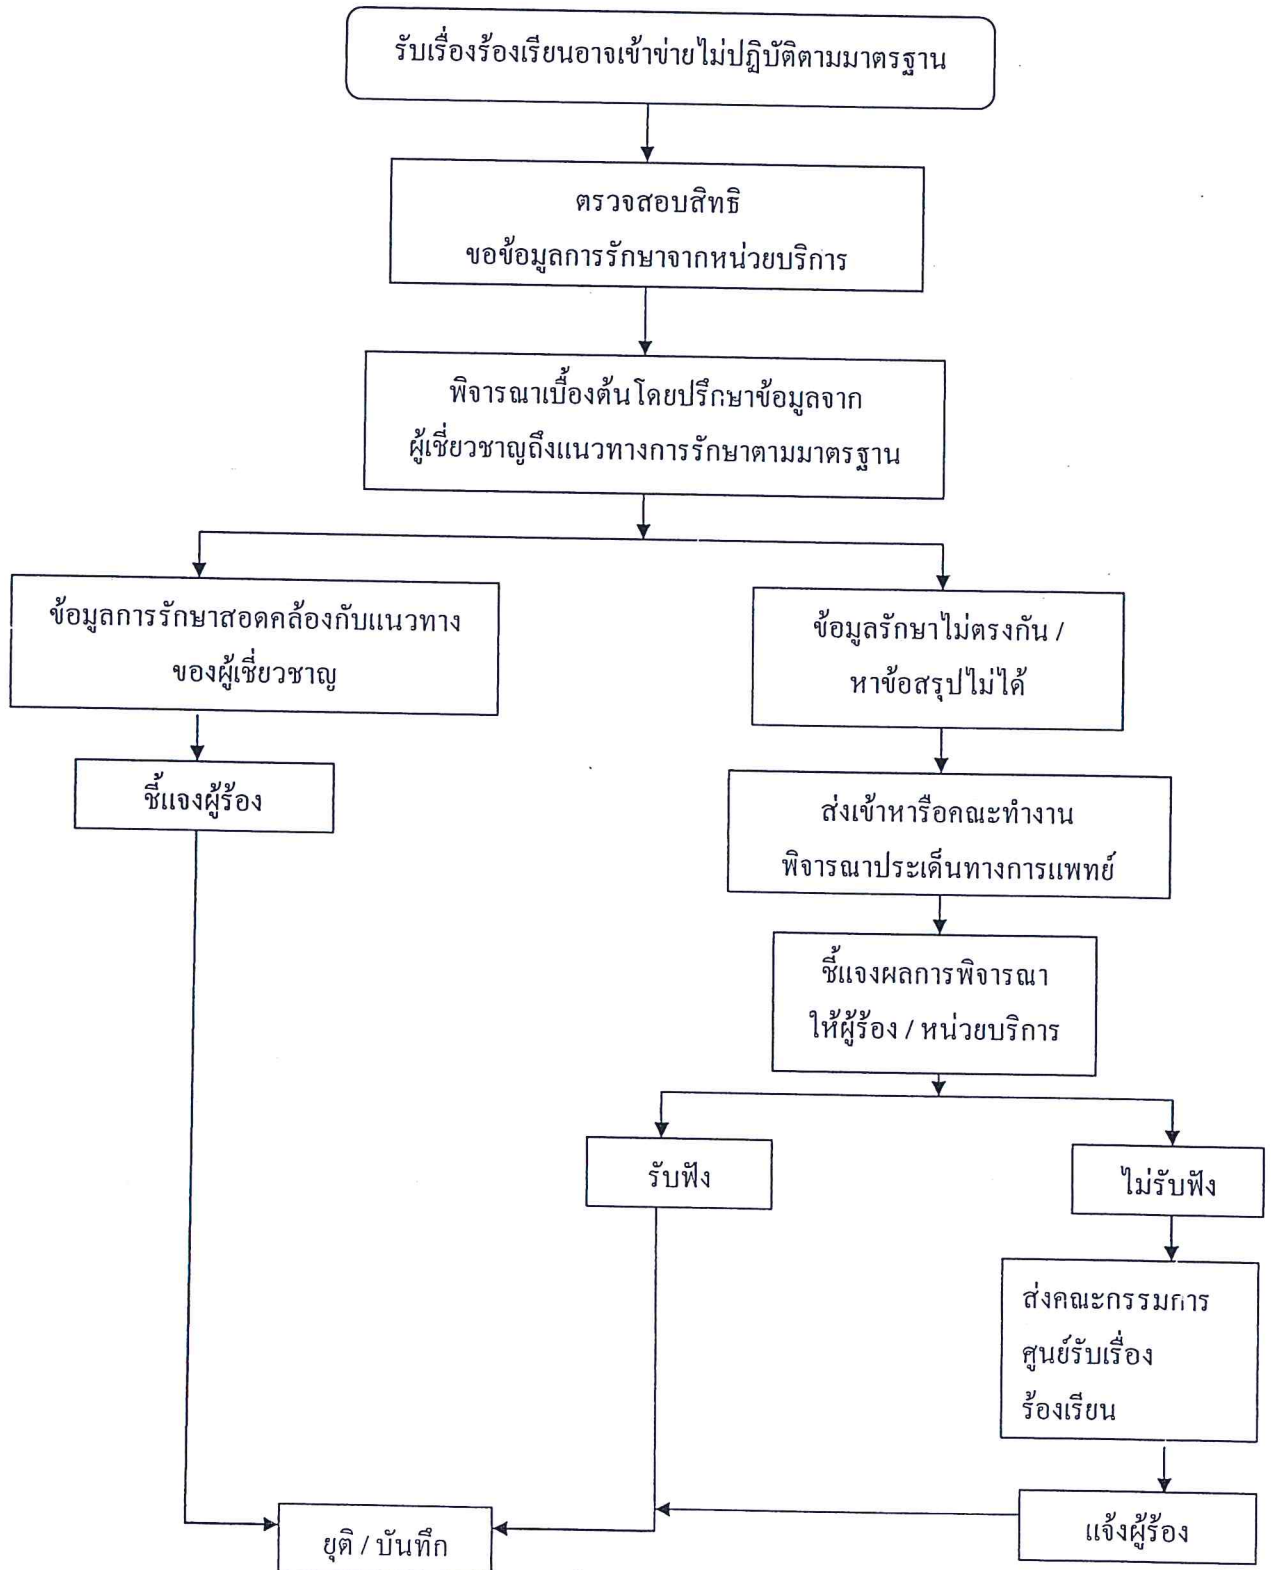 รับเรื่องร้องเรียนอาจเข้าข่ายไม่ปฏิบัติตามมาตรฐาน
ตรวจสอบสิทธิ
ขอข้อมูลการรักษาจากหน่วยบริการ
พิจารณาเบื้องต้นโดยปรึกษาข้อมูลจาก
ผู้เชี่ยวชาญถึงแนวทางการรักษาตามมาตรฐาน
ข้อมูลการรักษาสอดคล้องกับแนวทาง
ของผู้เชี่ยวชาญ
ชี้แจงผู้ร้อง
ข้อมูลรักษาไม่ตรงกัน /
หาข้อสรุปไม่ได้
ส่งเข้าหารือคณะทำงาน
พิจารณาประเด็นทางการแพทย์
ชี้แจงผลการพิจารณา
ให้ผู้ร้อง / หน่วยบริการ
รับฟัง
ไม่รับฟัง
ส่งคณะกรรมการ
ศูนย์รับเรื่อง
ร้องเรียน
แจ้งผู้ร้อง
ยุติ / บันทึก